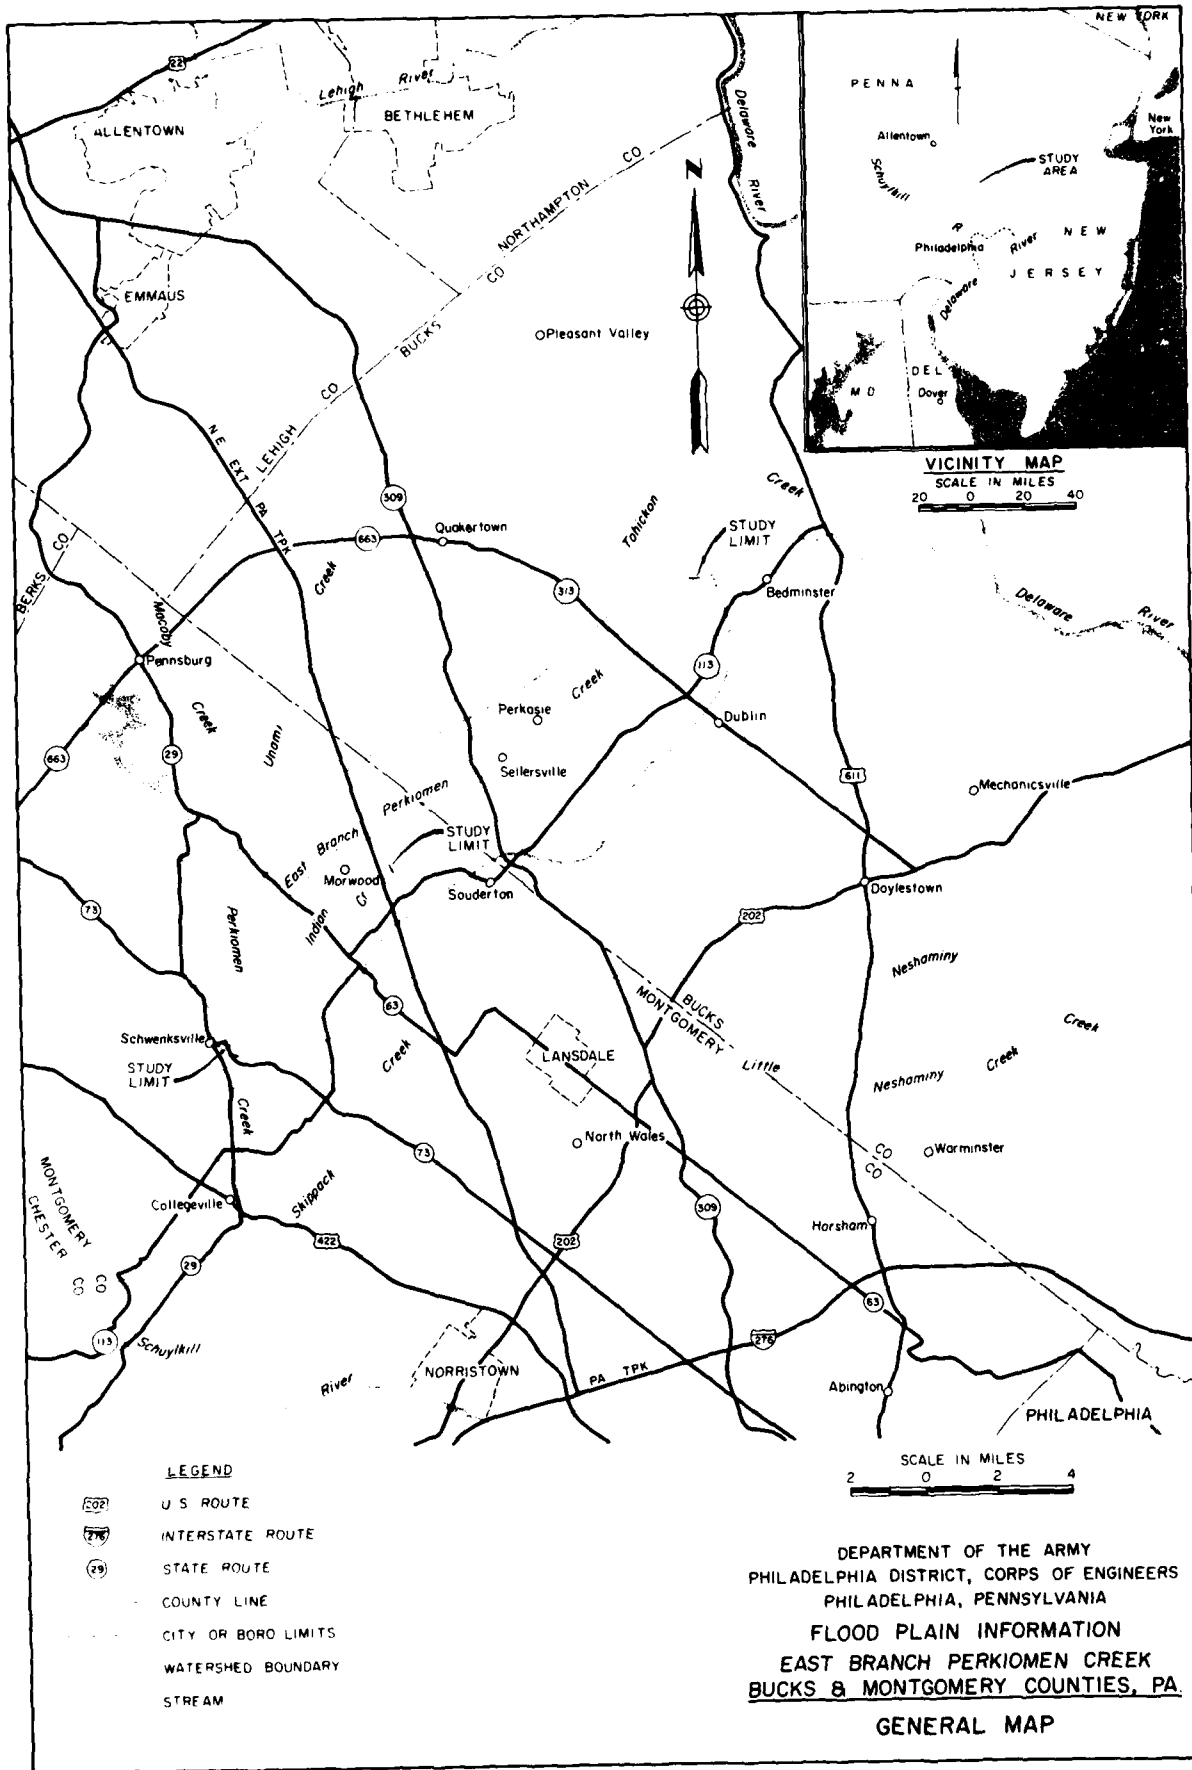 NEW YORK
PENNA
Allentown
New
York
STUDY
AREA
Schuylkill
R
Philadelphia
River
NEW
JERSEY
Delaware
DEL
MD
Dover
VICINITY MAP
SCALE IN MILES
20 0 20 40
22
Lehigh River
ALLENTOWN
BETHLEHEM
Delaware
River
NORTHAMPTON CO
BUCKS CO
N
EMMAUS
Pleasant Valley
LEHIGH CO
N E EXT PA TPK
309
Creek
Tohickon
STUDY
LIMIT
663
Quakertown
Creek
313
Bedminster
Delaware River
BERKS CO
Macoby
Pennsburg
113
Creek
Perkasie
Dublin
Creek
Unami
663
29
Sellersville
611
Mechanicsville
Perkiomen
STUDY
LIMIT
Branch
East
Morwood
Souderton
Doylestown
Indian Cr
73
202
Perkiomen
Neshaminy
63
BUCKS
MONTGOMERY
Creek
Schwenksville
STUDY
LIMIT
Creek
LANSDALE
Little
Neshaminy
Creek
Creek
North Wales
CO
CO
Warminster
73
MONTGOMERY
CHESTER
CO
CO
Skippack
Collegeville
309
Horsham
422
202
29
63
113
Schuylkill
276
River
NORRISTOWN
PA TPK
Abington
PHILADELPHIA
SCALE IN MILES
2 0 2 4
LEGEND
202 U S ROUTE
276 INTERSTATE ROUTE
29 STATE ROUTE
COUNTY LINE
CITY OR BORO LIMITS
WATERSHED BOUNDARY
STREAM
DEPARTMENT OF THE ARMY
PHILADELPHIA DISTRICT, CORPS OF ENGINEERS
PHILADELPHIA, PENNSYLVANIA
FLOOD PLAIN INFORMATION
EAST BRANCH PERKIOMEN CREEK
BUCKS & MONTGOMERY COUNTIES, PA.
GENERAL MAP